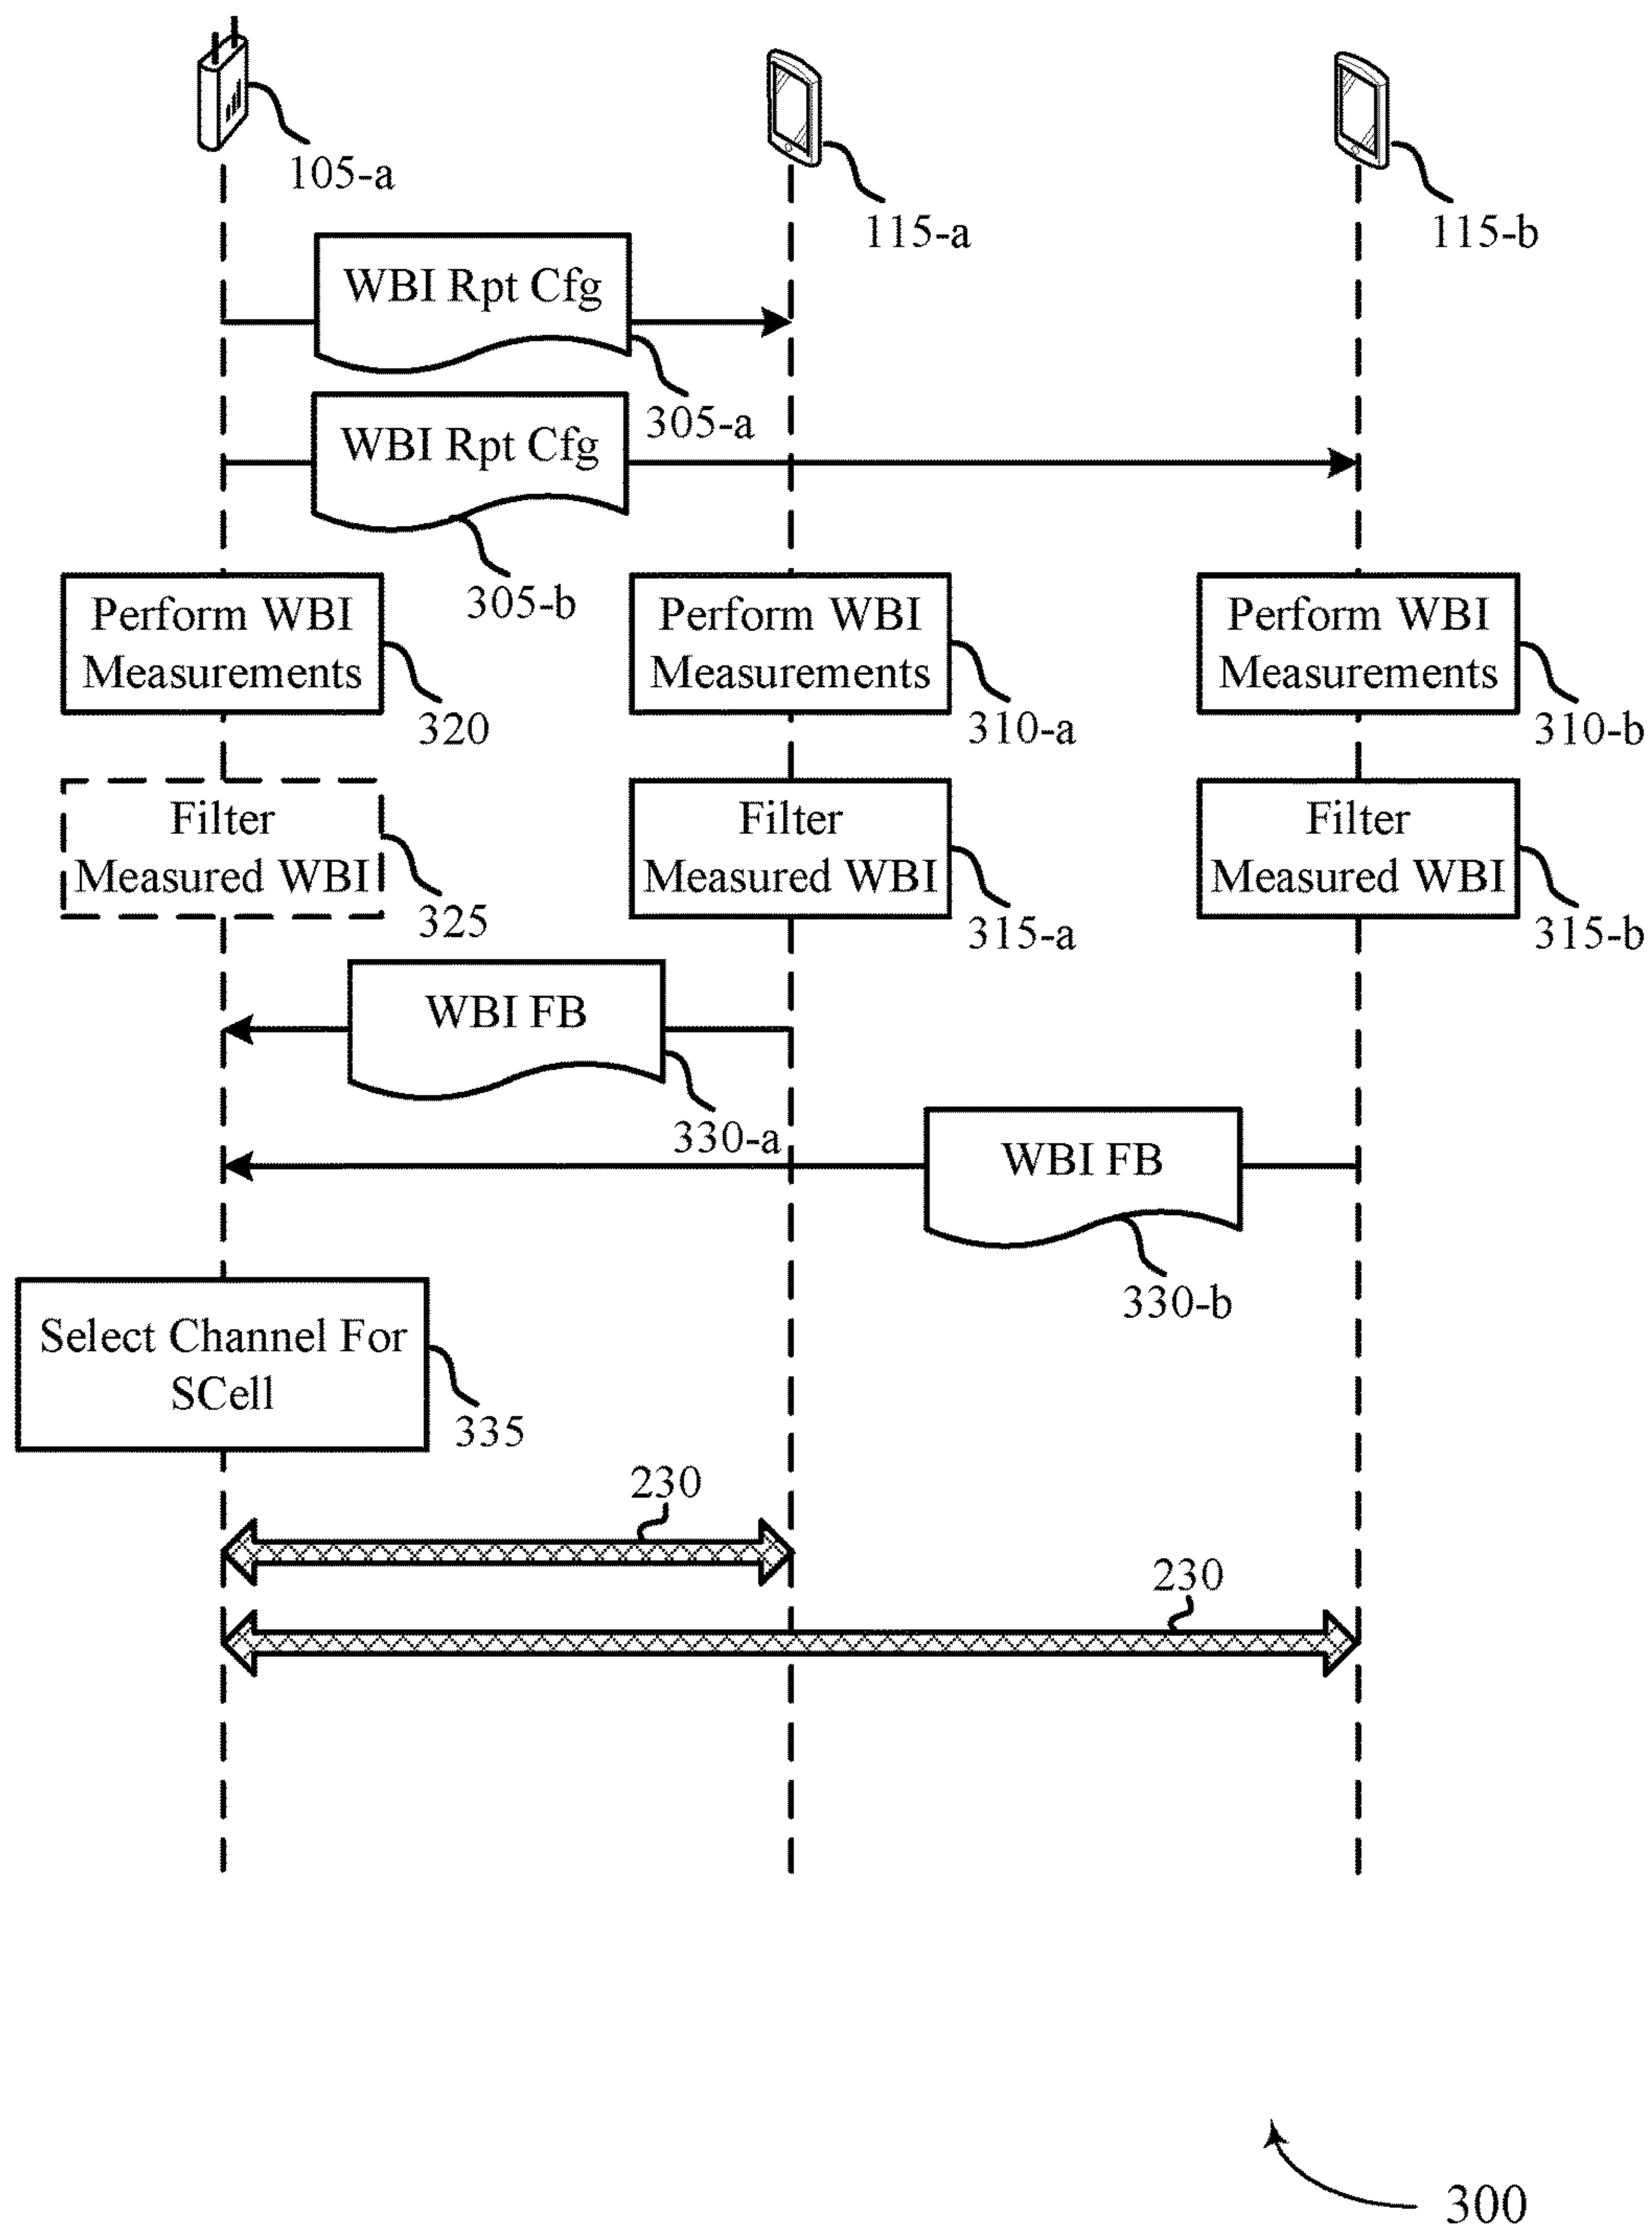 105-a
115-a
115-b
WBI Rpt Cfg
305-a
WBI Rpt Cfg
305-b
Perform WBI
Measurements
320
Perform WBI
Measurements
310-a
Perform WBI
Measurements
310-b
Filter
Measured WBI
325
Filter
Measured WBI
315-a
Filter
Measured WBI
315-b
WBI FB
330-a
WBI FB
330-b
Select Channel For
SCell
335
230
230
300